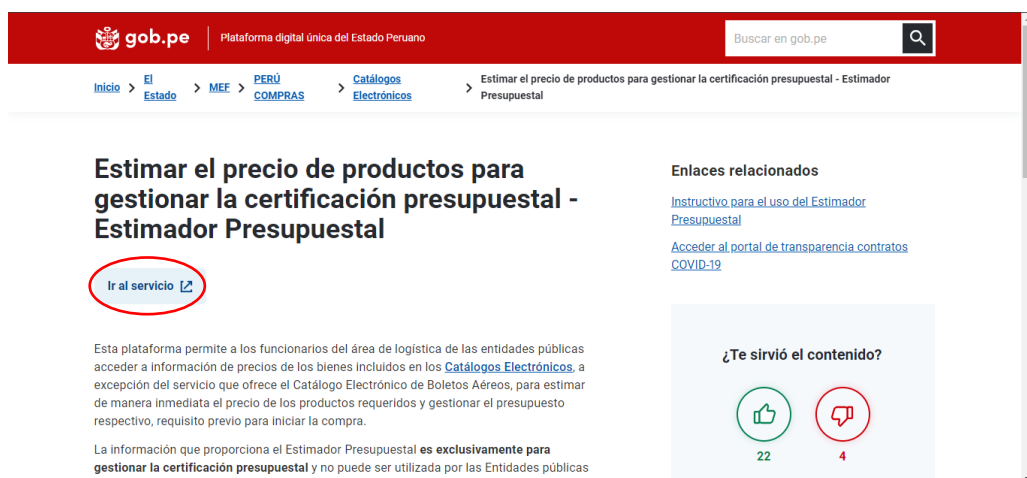 gob.pe
Plataforma digital única del Estado Peruano
Buscar en gob.pe
Inicio > El Estado > MEF > PERÚ COMPRAS > Catálogos Electrónicos > Estimar el precio de productos para gestionar la certificación presupuestal - Estimador Presupuestal
Estimar el precio de productos para
gestionar la certificación presupuestal -
Estimador Presupuestal
Ir al servicio
Esta plataforma permite a los funcionarios del área de logística de las entidades públicas
acceder a información de precios de los bienes incluidos en los Catálogos Electrónicos, a
excepción del servicio que ofrece el Catálogo Electrónico de Boletos Aéreos, para estimar
de manera inmediata el precio de los productos requeridos y gestionar el presupuesto
respectivo, requisito previo para iniciar la compra.
La información que proporciona el Estimador Presupuestal es exclusivamente para
gestionar la certificación presupuestal y no puede ser utilizada por las Entidades públicas
Enlaces relacionados
Instructivo para el uso del Estimador
Presupuestal
Acceder al portal de transparencia contratos
COVID-19
¿Te sirvió el contenido?
22
4